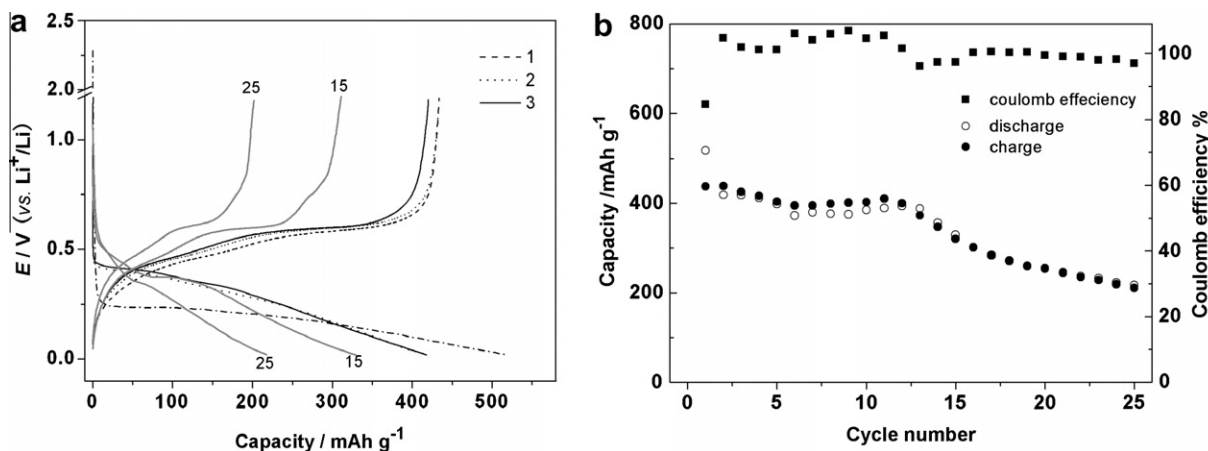 a
2.5
2.0
1.0
0.5
0.0
E / V (vs. Li⁺/Li)
25
15
1
2
3
25
15
0 100 200 300 400 500
Capacity / mAh g⁻¹
b
800
600
400
200
0
Capacity /mAh g⁻¹
coulomb effeciency
discharge
charge
100
80
60
40
20
0
Coulomb efficiency %
0 5 10 15 20 25
Cycle number